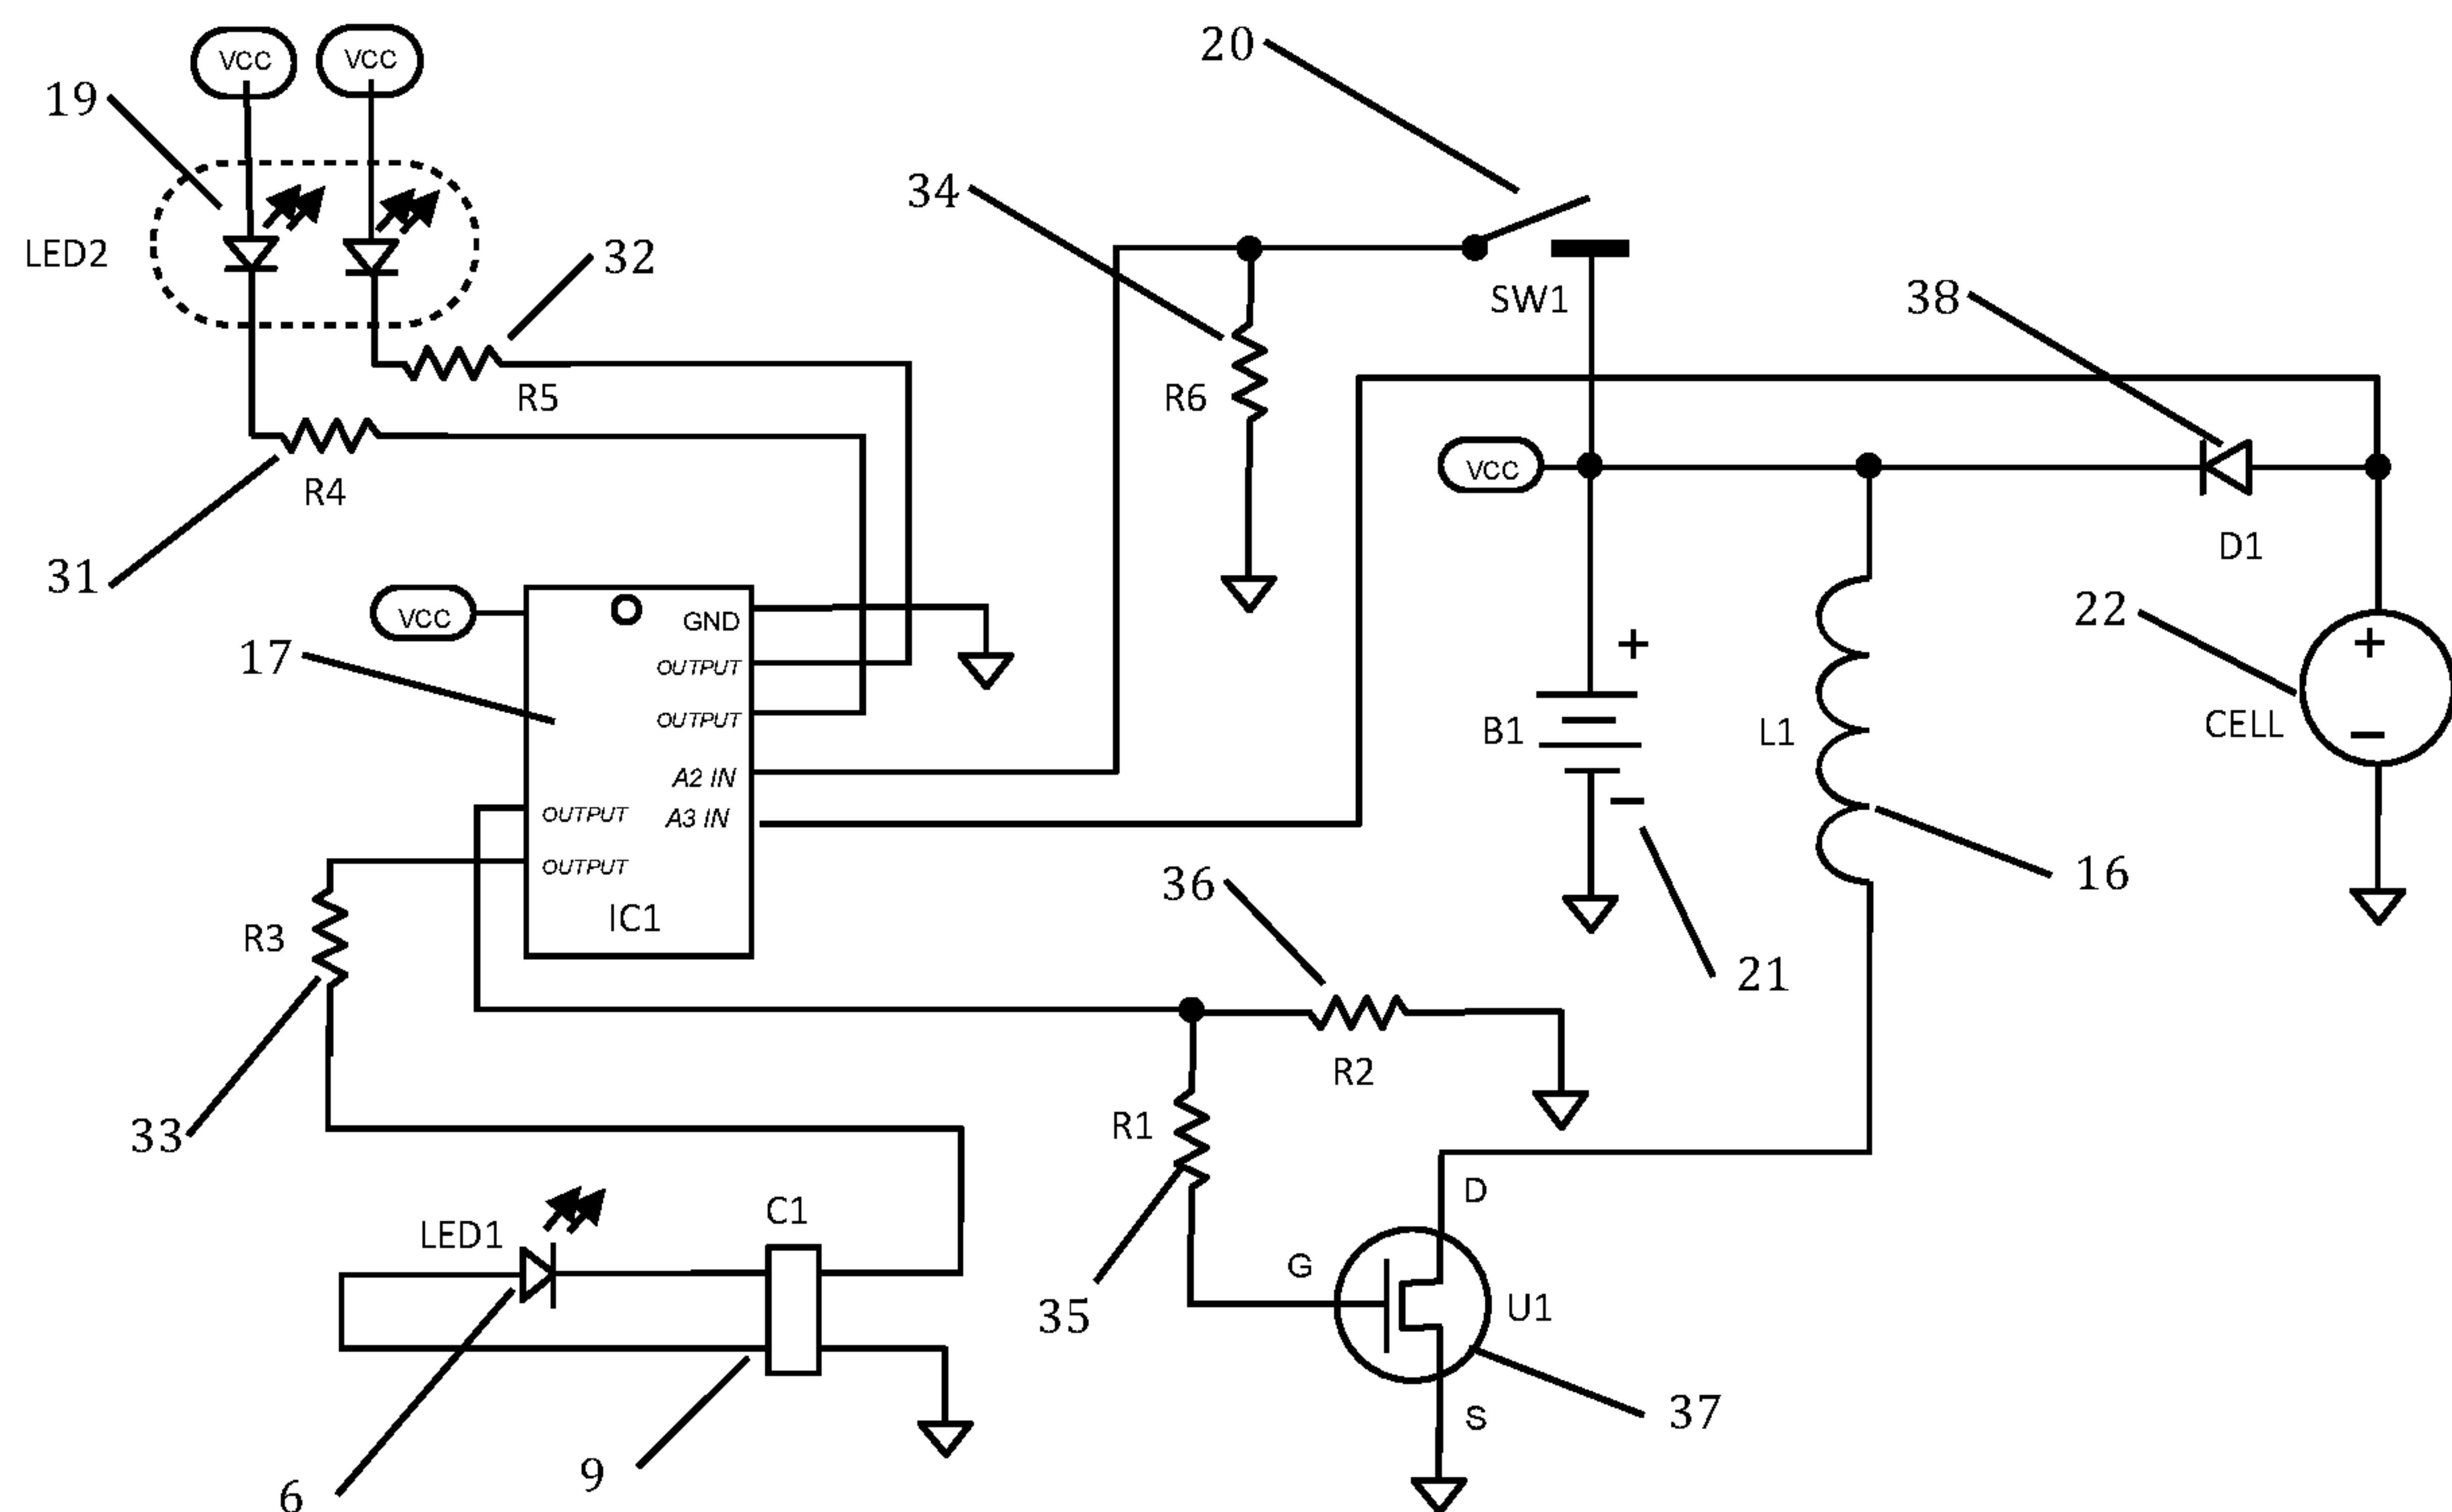 VCC
VCC
20
19
34
LED2
32
38
SW1
R5
R6
VCC
R4
D1
31
VCC
GND
22
17
OUTPUT
OUTPUT
+
+
B1
L1
CELL
−
A2 IN
OUTPUT
A3 IN
−
OUTPUT
36
16
IC1
R3
21
R2
33
R1
D
C1
LED1
G
35
U1
37
S
9
6